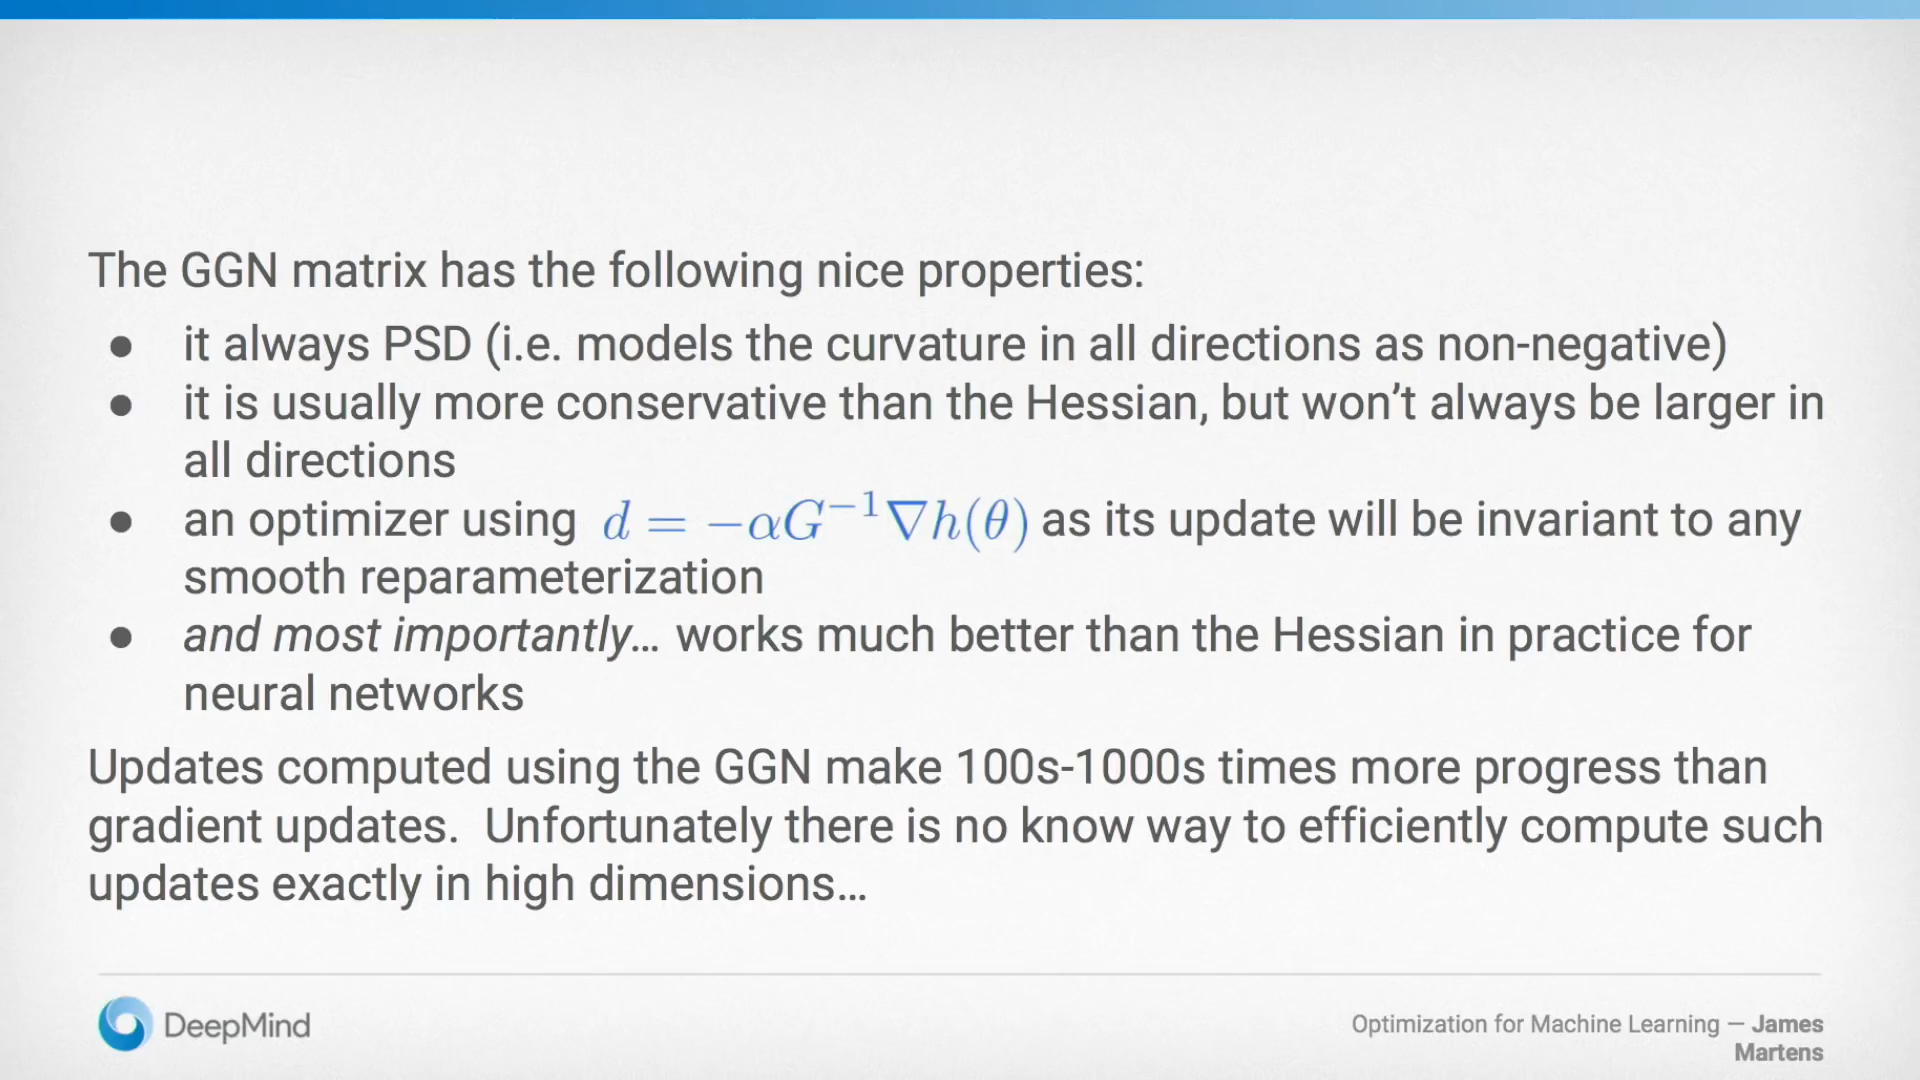 The GGN matrix has the following nice properties:
● it always PSD (i.e. models the curvature in all directions as non-negative)
● it is usually more conservative than the Hessian, but won’t always be larger in
all directions
● an optimizer using d = −αG⁻¹∇h(θ) as its update will be invariant to any
smooth reparameterization
● and most importantly… works much better than the Hessian in practice for
neural networks
Updates computed using the GGN make 100s-1000s times more progress than
gradient updates.  Unfortunately there is no know way to efficiently compute such
updates exactly in high dimensions…
DeepMind
Optimization for Machine Learning — James
Martens